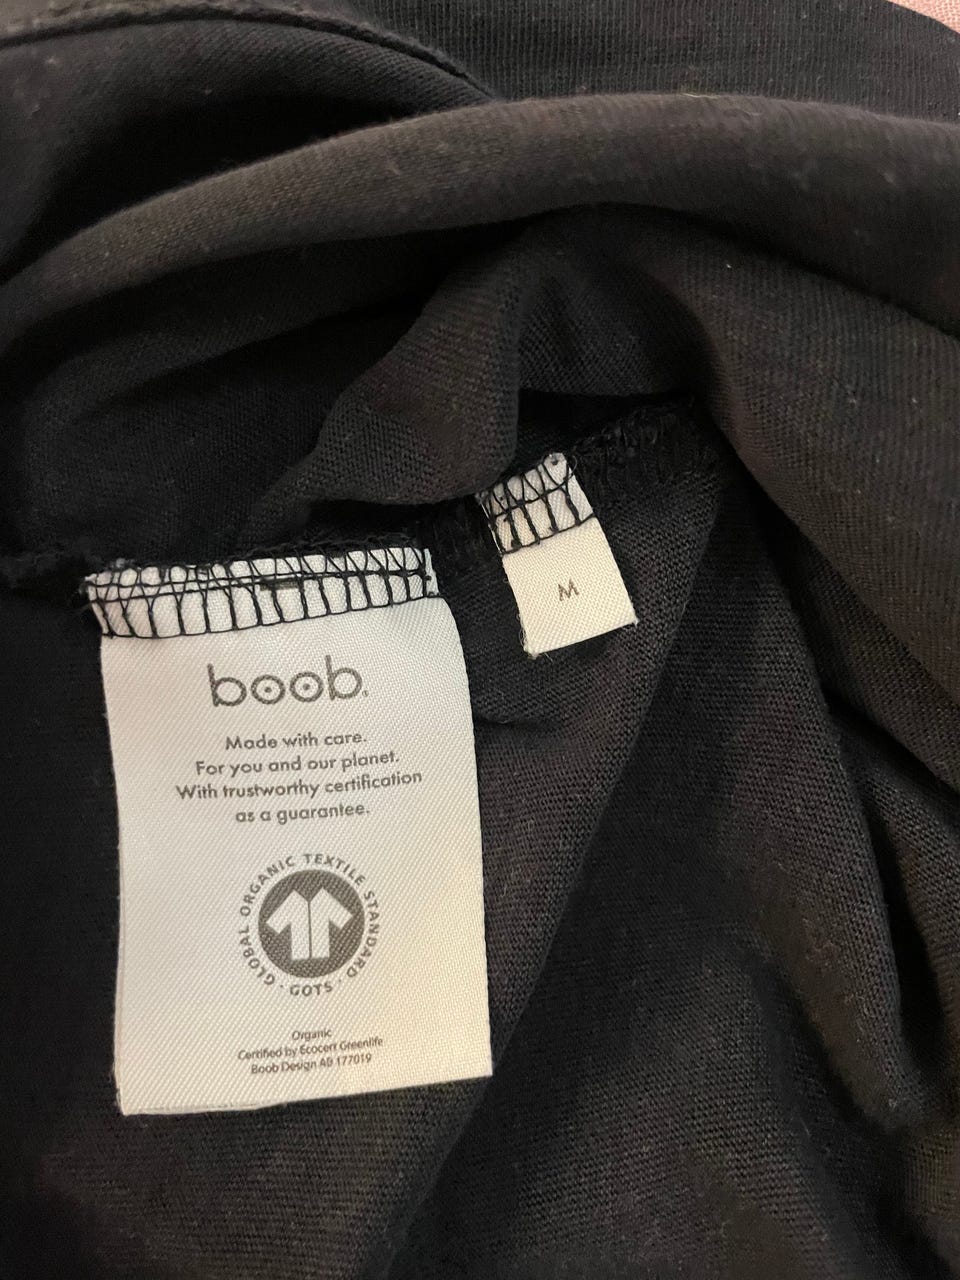 M
boob.
Made with care.
For you and our planet.
With trustworthy certification
as a guarantee.
GLOBAL ORGANIC TEXTILE STANDARD · GOTS ·
Organic
Certified by Ecocert Greenlife
Boob Design AB 177019